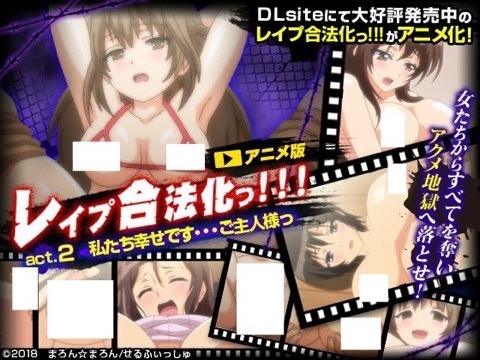 DLsiteにて大好評発売中の
レイプ合法化っ!!!がアニメ化!
女たちからすべてを奪い
アクメ地獄へ落とせ!
アニメ版
レイプ合法化っ!!!
act.2 私たち幸せです・・・ご主人様っ
©2018 まろん☆まろん/せるふぃっしゅ